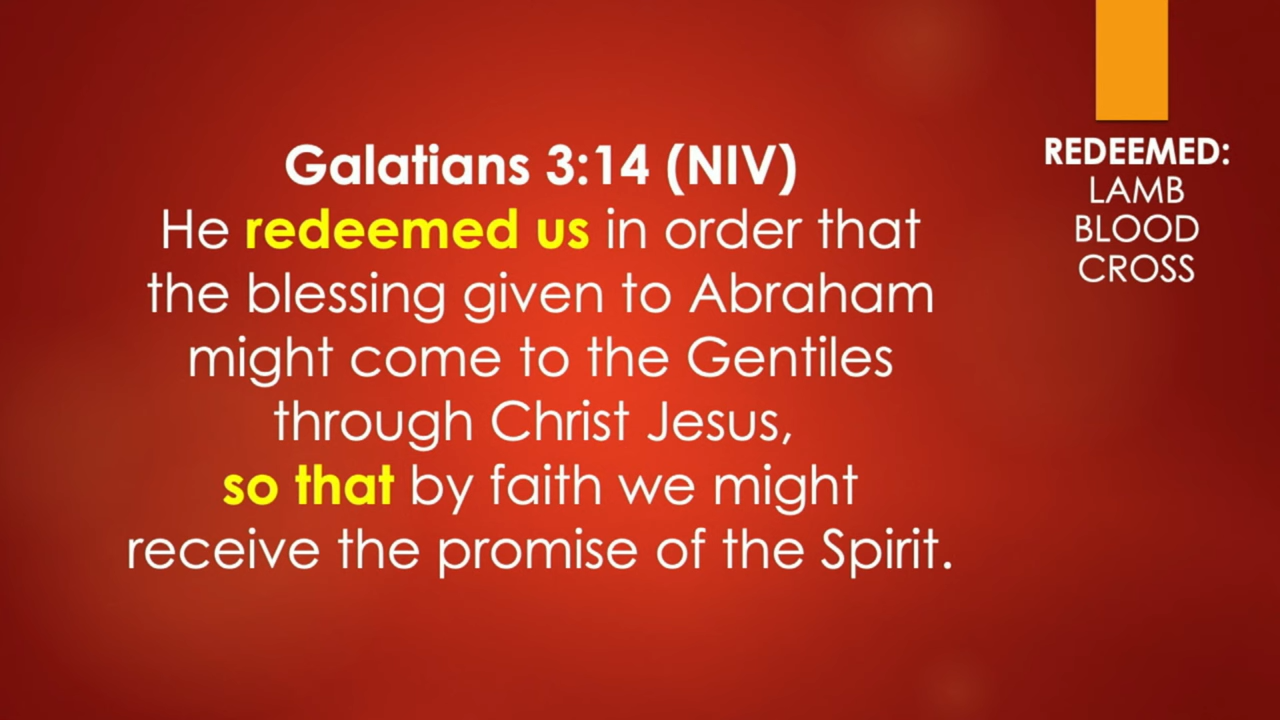 Galatians 3:14 (NIV)
He redeemed us in order that
the blessing given to Abraham
might come to the Gentiles
through Christ Jesus,
so that by faith we might
receive the promise of the Spirit.
REDEEMED:
LAMB
BLOOD
CROSS